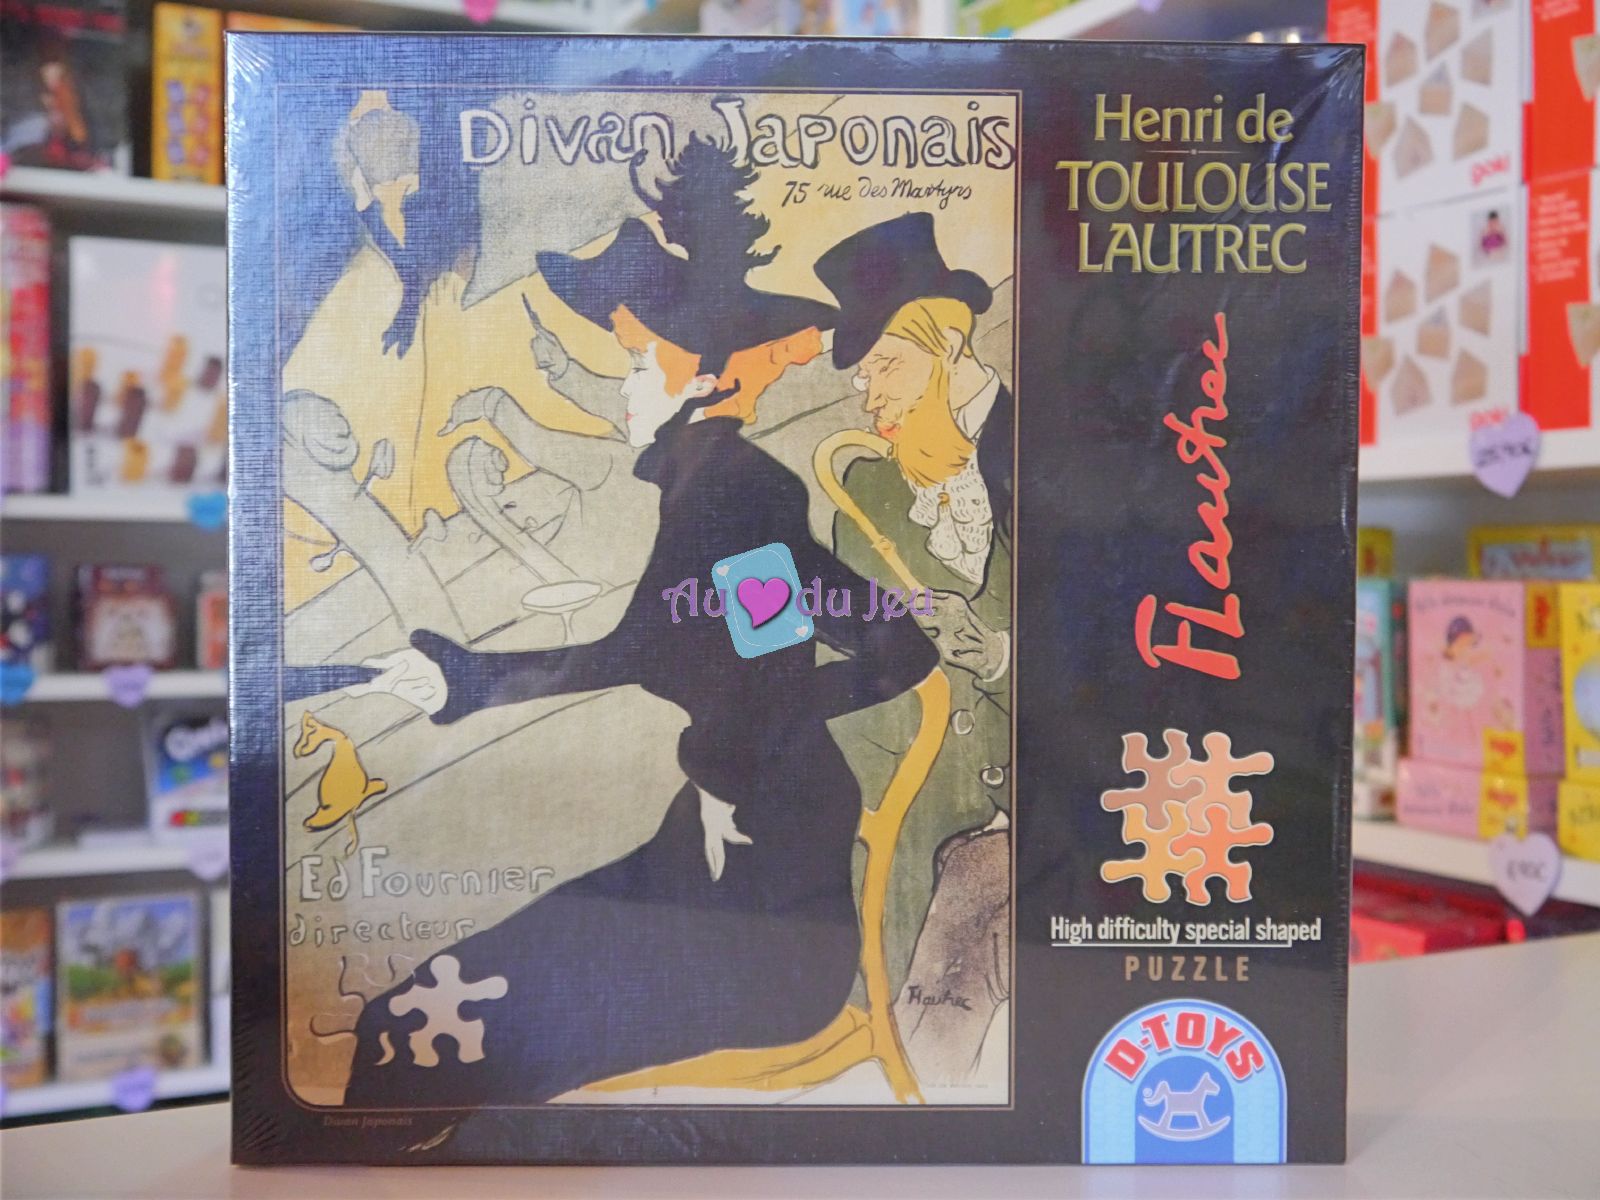 Divan Japonais
75 rue des Martyrs
Ed Fournier
directeur
HLautrec
Divan Japonais
Henri de
TOULOUSE
LAUTREC
HLautrec
High difficulty special shaped
PUZZLE
D-TOYS
Au du Jeu